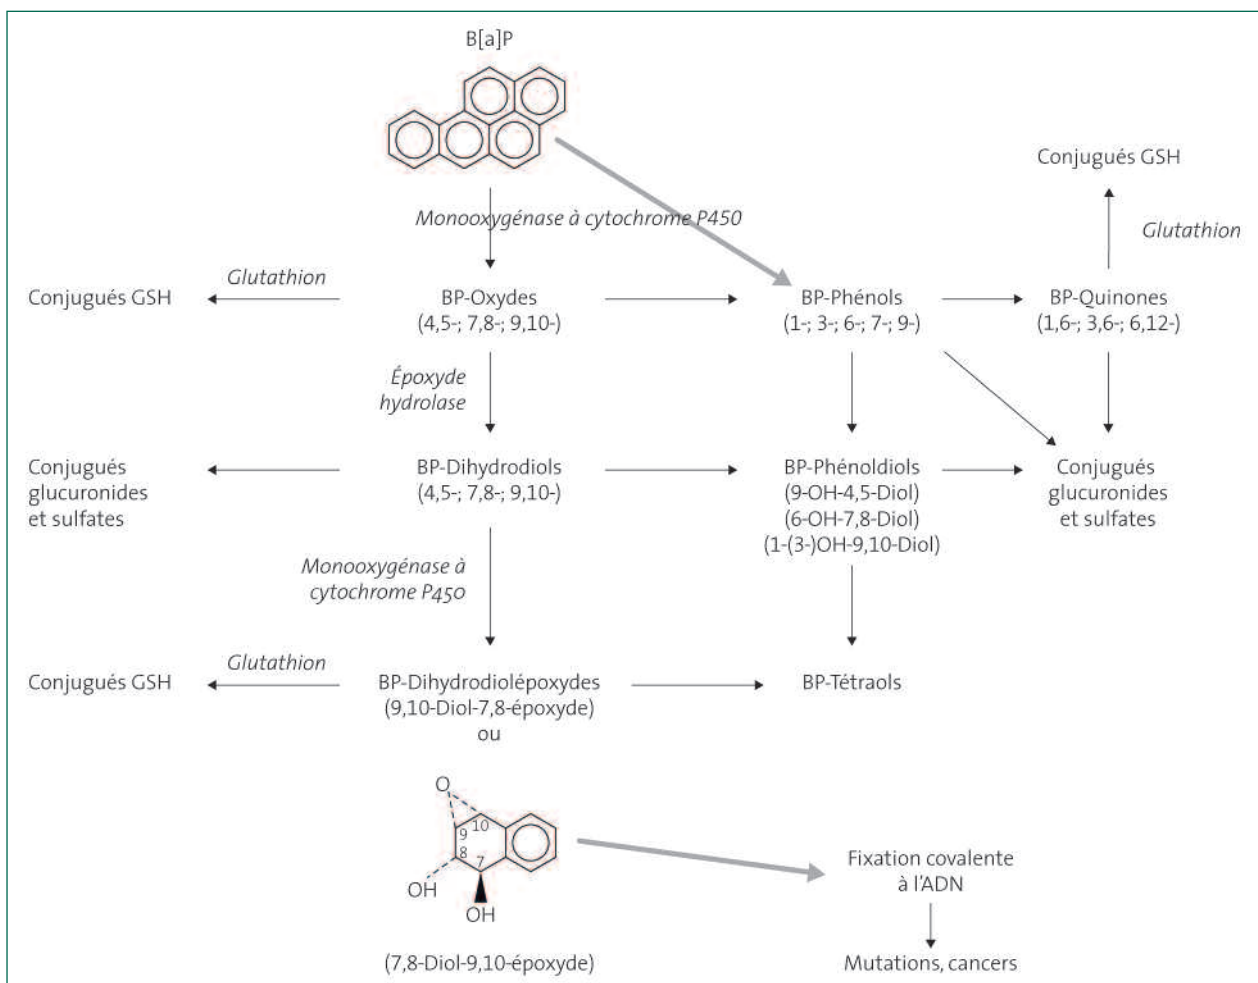 B[a]P
Conjugués GSH
Monooxygénase à cytochrome P450
Glutathion
Glutathion
Conjugués GSH
BP-Oxydes
(4,5-; 7,8-; 9,10-)
BP-Phénols
(1-; 3-; 6-; 7-; 9-)
BP-Quinones
(1,6-; 3,6-; 6,12-)
Époxyde
hydrolase
Conjugués
glucuronides
et sulfates
BP-Dihydrodiols
(4,5-; 7,8-; 9,10-)
BP-Phénoldiols
(9-OH-4,5-Diol)
(6-OH-7,8-Diol)
(1-(3-)OH-9,10-Diol)
Conjugués
glucuronides
et sulfates
Monooxygénase à
cytochrome P450
Glutathion
Conjugués GSH
BP-Dihydrodiolépoxydes
(9,10-Diol-7,8-époxyde)
ou
BP-Tétraols
O
10
9
8
7
OH
OH
Fixation covalente
à l'ADN
(7,8-Diol-9,10-époxyde)
Mutations, cancers